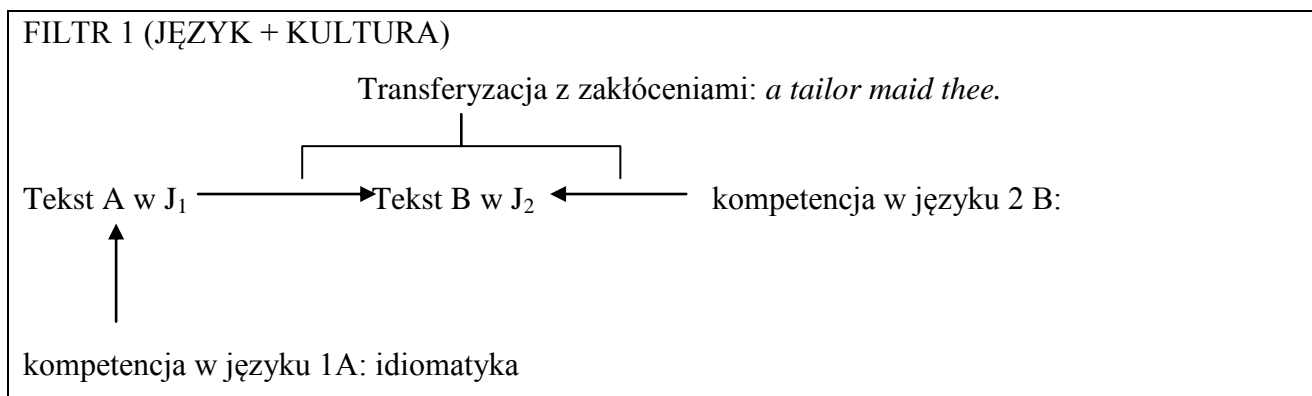 FILTR 1 (JĘZYK + KULTURA)
Transferyzacja z zakłóceniami: a tailor maid thee.
Tekst A w J₁ Tekst B w J₂ kompetencja w języku 2 B:
kompetencja w języku 1A: idiomatyka